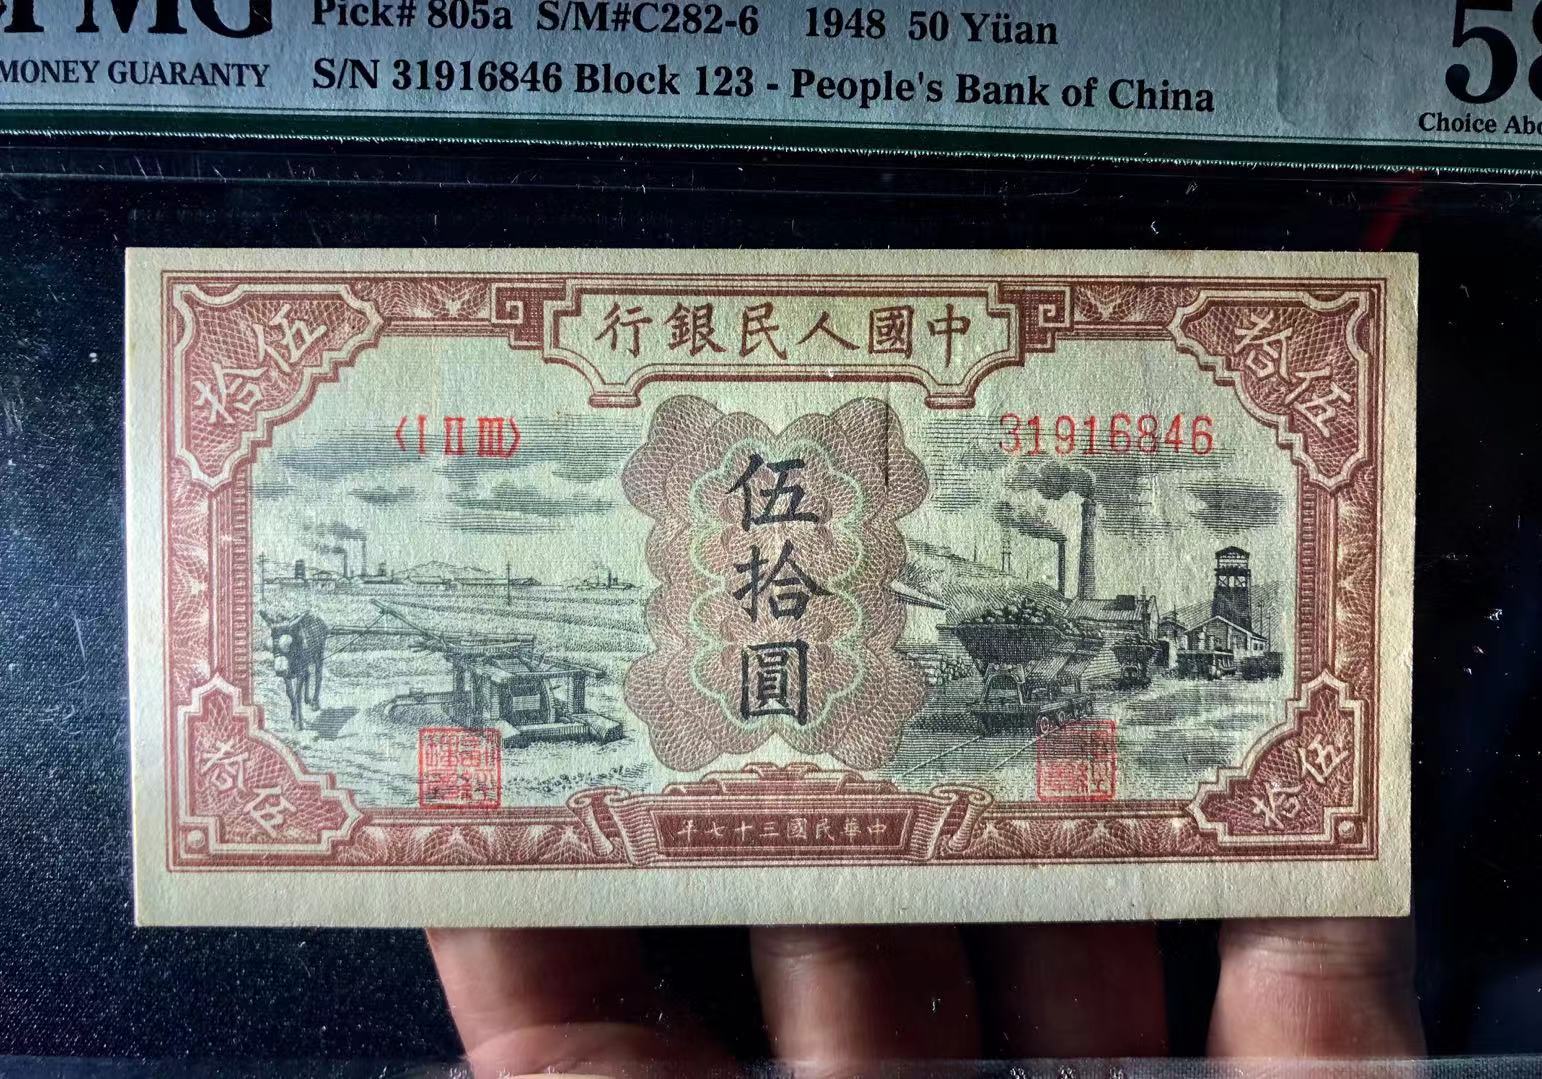 PMG
Pick# 805a S/M#C282-6 1948 50 Yüan
58
MONEY GUARANTY
S/N 31916846 Block 123 - People's Bank of China
Choice Abo
行銀民人國中
伍拾
拾伍
〈I II III〉
31916846
伍拾圓
拾伍
伍拾
年七十三國民華中